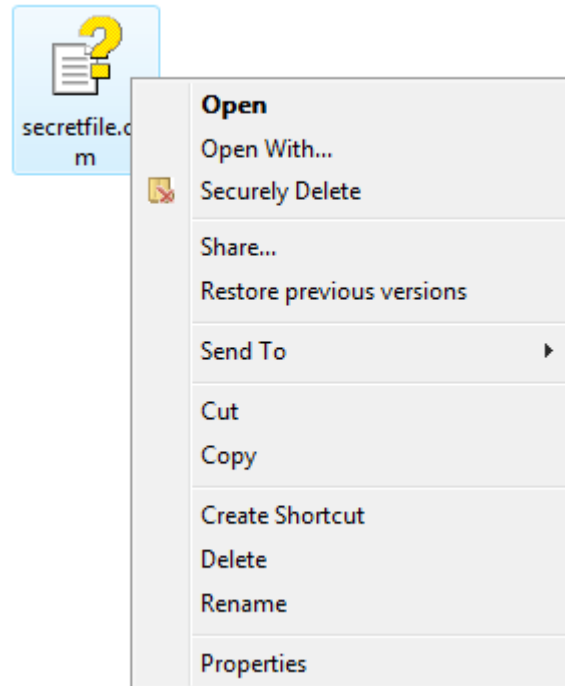 secretfile.c
m
Open
Open With...
Securely Delete
Share...
Restore previous versions
Send To
Cut
Copy
Create Shortcut
Delete
Rename
Properties